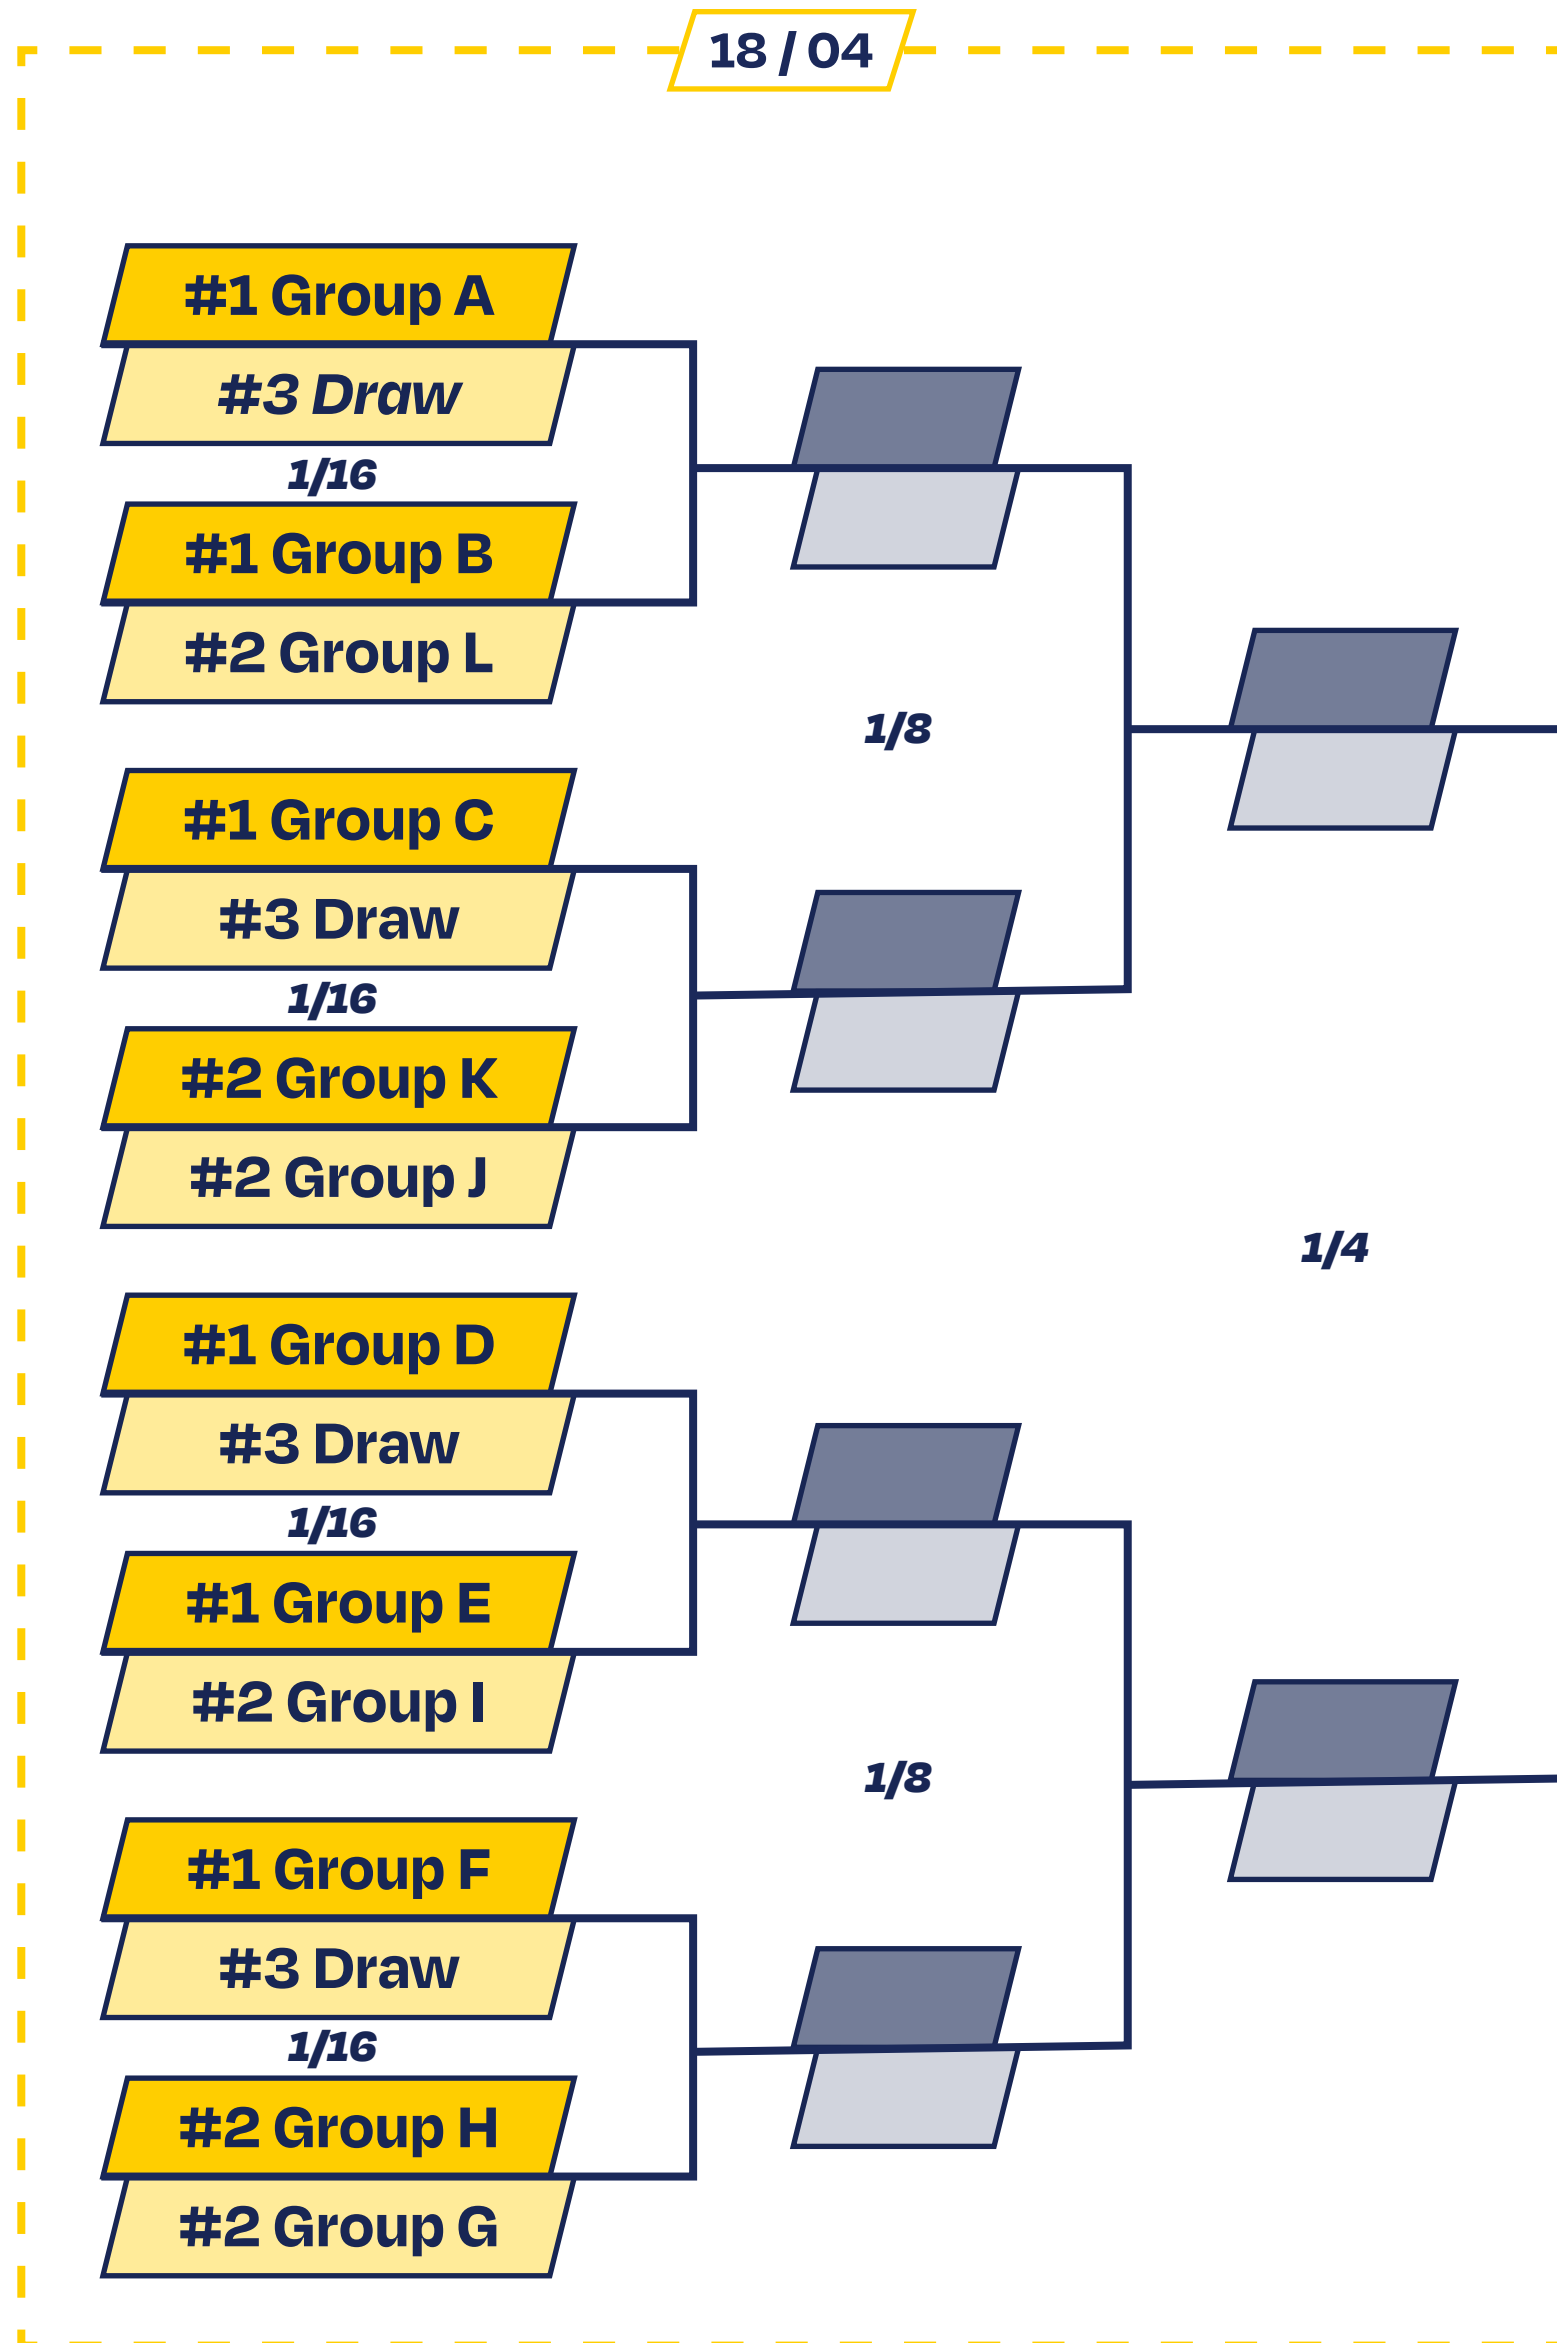 18 / 04
#1 Group A
#3 Draw
1/16
#1 Group B
#2 Group L
1/8
#1 Group C
#3 Draw
1/16
#2 Group K
#2 Group J
1/4
#1 Group D
#3 Draw
1/16
#1 Group E
#2 Group I
1/8
#1 Group F
#3 Draw
1/16
#2 Group H
#2 Group G